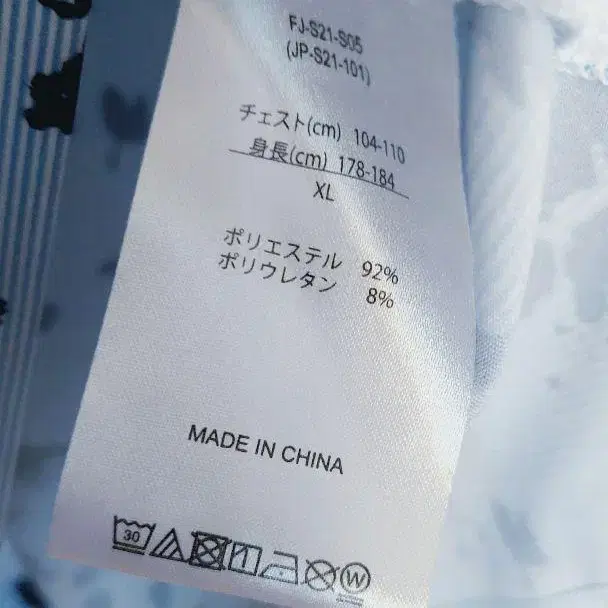 FJ-S21-S05
(JP-S21-101)
チェスト(cm) 104-110
身長(cm) 178-184
XL
ポリエステル 92%
ポリウレタン 8%
MADE IN CHINA
30 W